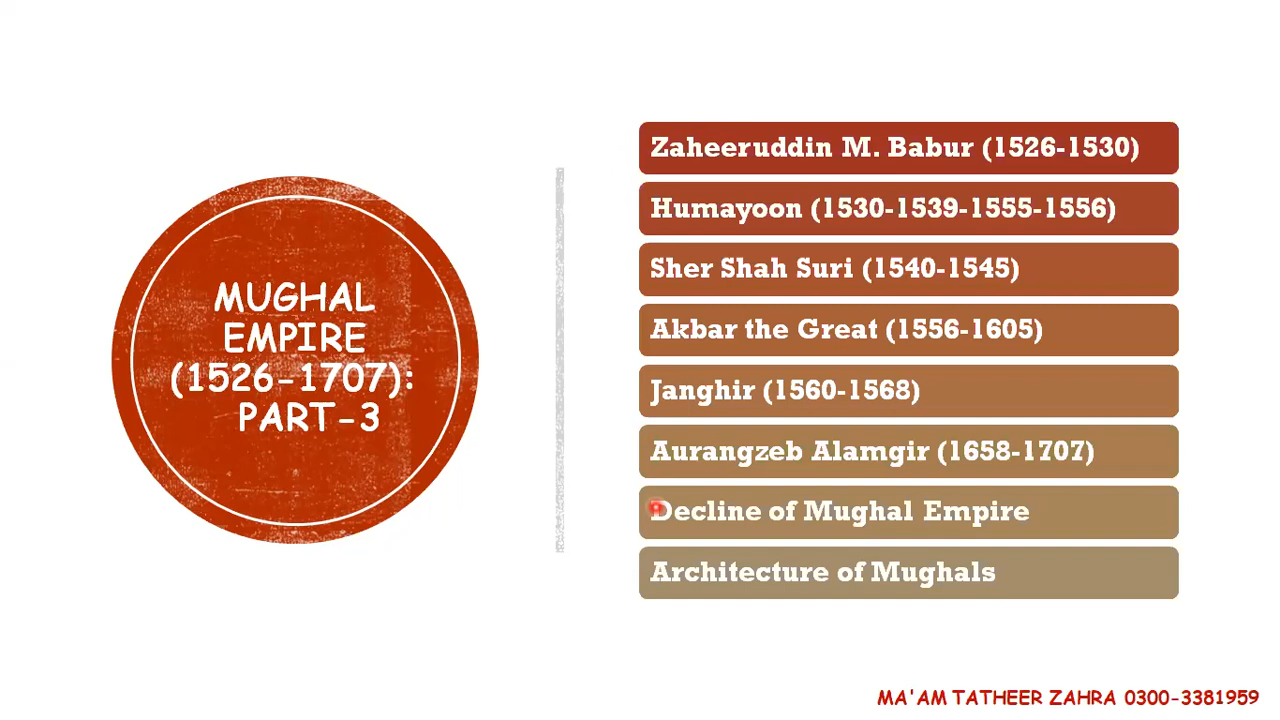 MUGHAL
EMPIRE
(1526-1707):
PART-3
Zaheeruddin M. Babur (1526-1530)
Humayoon (1530-1539-1555-1556)
Sher Shah Suri (1540-1545)
Akbar the Great (1556-1605)
Janghir (1560-1568)
Aurangzeb Alamgir (1658-1707)
Decline of Mughal Empire
Architecture of Mughals
MA'AM TATHEER ZAHRA 0300-3381959